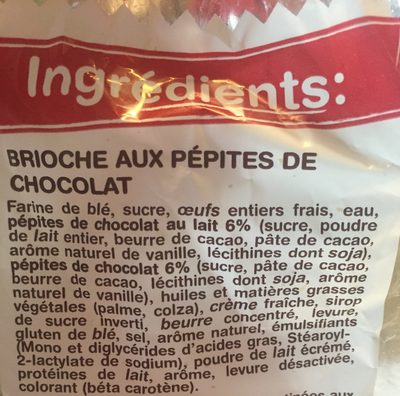 Ingrédients:
BRIOCHE AUX PÉPITES DE
CHOCOLAT
Farine de blé, sucre, œufs entiers frais, eau,
pépites de chocolat au lait 6% (sucre, poudre
de lait entier, beurre de cacao, pâte de cacao,
arôme naturel de vanille, lécithines dont soja),
pépites de chocolat 6% (sucre, pâte de cacao,
beurre de cacao, lécithines dont soja, arôme
naturel de vanille), huiles et matières grasses
végétales (palme, colza), crème fraîche, sirop
de sucre inverti, beurre concentré, levure,
gluten de blé, sel, arôme naturel, émulsifiants
(Mono et diglycérides d'acides gras, Stéaroyl-
2-lactylate de sodium), poudre de lait écrémé,
protéines de lait, arôme, levure désactivée,
colorant (béta carotène).